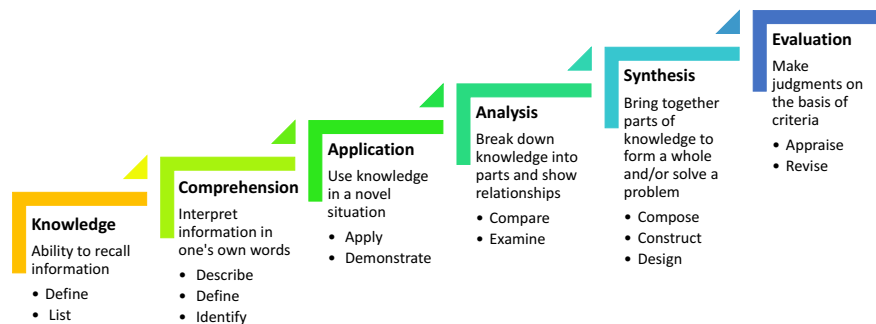 Knowledge
Ability to recall
information
• Define
• List
Comprehension
Interpret
information in
one's own words
• Describe
• Define
• Identify
Application
Use knowledge
in a novel
situation
• Apply
• Demonstrate
Analysis
Break down
knowledge into
parts and show
relationships
• Compare
• Examine
Synthesis
Bring together
parts of
knowledge to
form a whole
and/or solve a
problem
• Compose
• Construct
• Design
Evaluation
Make
judgments on
the basis of
criteria
• Appraise
• Revise